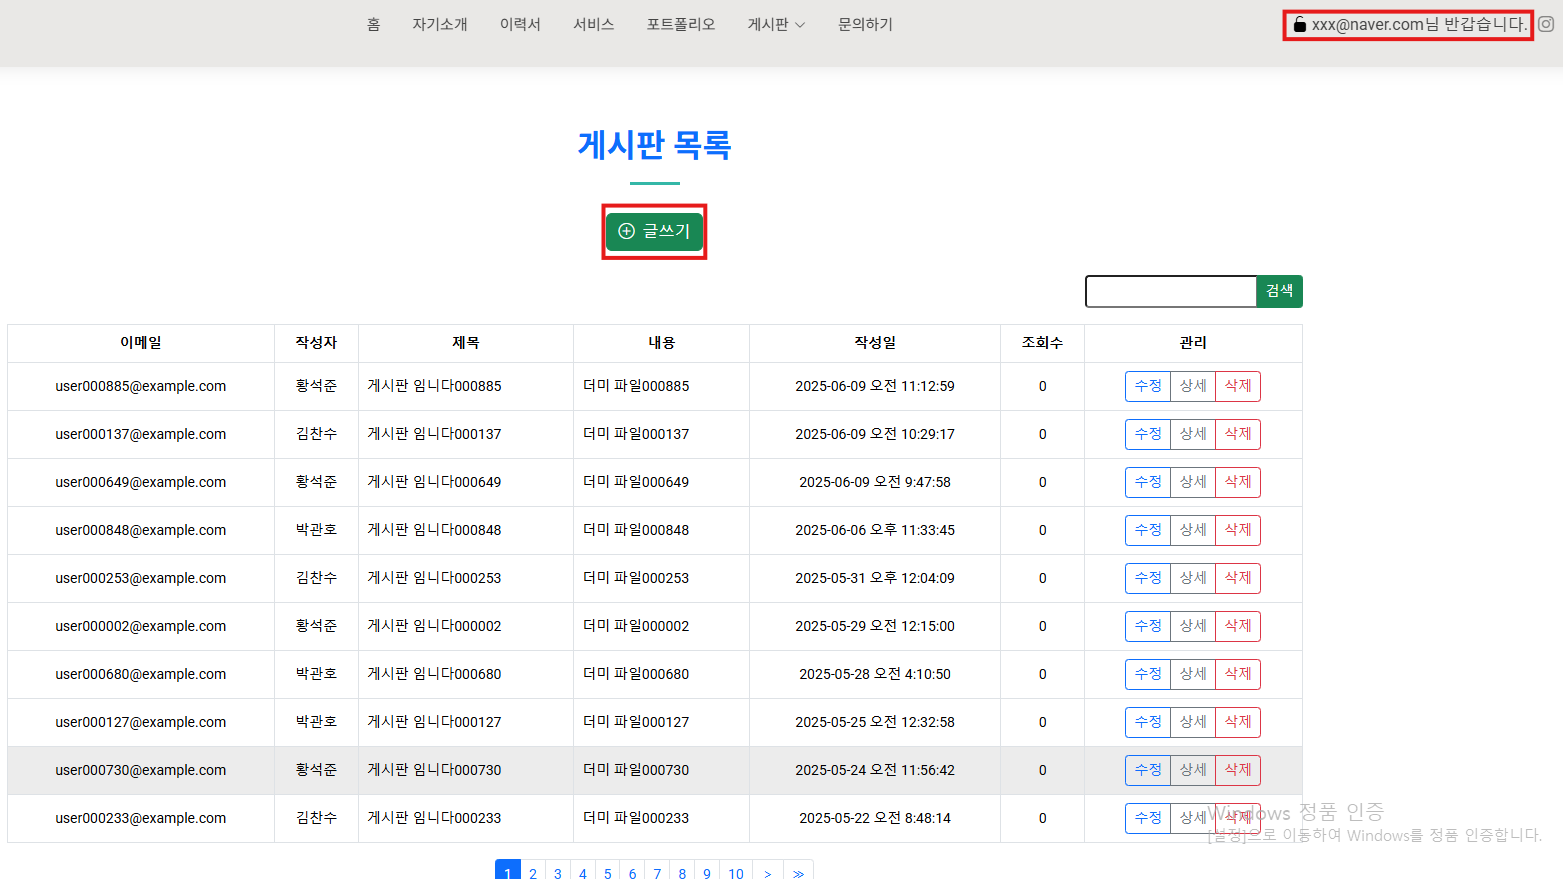 홈 자기소개 이력서 서비스 포트폴리오 게시판 문의하기 xxx@naver.com님 반갑습니다.
게시판 목록
글쓰기
검색
이메일 작성자 제목 내용 작성일 조회수 관리
user000885@example.com 황석준 게시판 임니다000885 더미 파일000885 2025-06-09 오전 11:12:59 0 수정 상세 삭제
user000137@example.com 김찬수 게시판 임니다000137 더미 파일000137 2025-06-09 오전 10:29:17 0 수정 상세 삭제
user000649@example.com 황석준 게시판 임니다000649 더미 파일000649 2025-06-09 오전 9:47:58 0 수정 상세 삭제
user000848@example.com 박관호 게시판 임니다000848 더미 파일000848 2025-06-06 오후 11:33:45 0 수정 상세 삭제
user000253@example.com 김찬수 게시판 임니다000253 더미 파일000253 2025-05-31 오후 12:04:09 0 수정 상세 삭제
user000002@example.com 황석준 게시판 임니다000002 더미 파일000002 2025-05-29 오전 12:15:00 0 수정 상세 삭제
user000680@example.com 박관호 게시판 임니다000680 더미 파일000680 2025-05-28 오전 4:10:50 0 수정 상세 삭제
user000127@example.com 박관호 게시판 임니다000127 더미 파일000127 2025-05-25 오전 12:32:58 0 수정 상세 삭제
user000730@example.com 황석준 게시판 임니다000730 더미 파일000730 2025-05-24 오전 11:56:42 0 수정 상세 삭제
user000233@example.com 김찬수 게시판 임니다000233 더미 파일000233 2025-05-22 오전 8:48:14 0 수정 상세 삭제
Windows 정품 인증
[설정]으로 이동하여 Windows를 정품 인증합니다.
1 2 3 4 5 6 7 8 9 10 > ≫